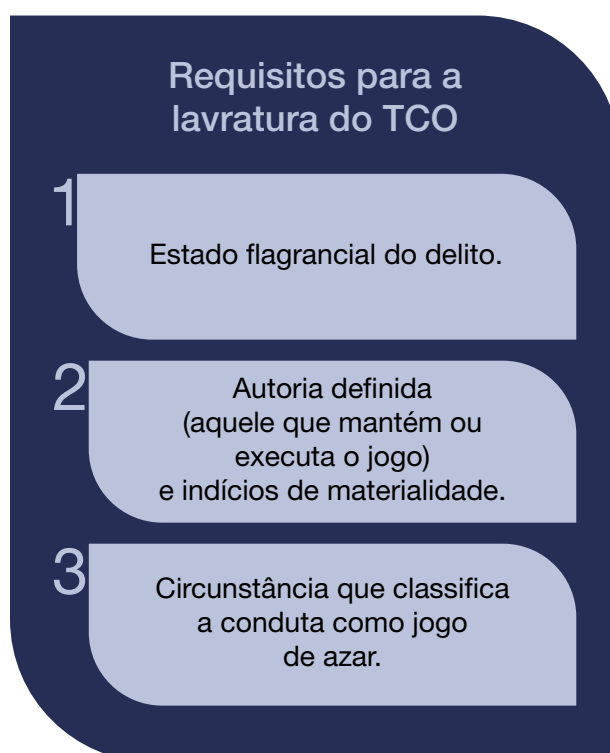 Requisitos para a
lavratura do TCO
1
Estado flagrancial do delito.
2
Autoria definida
(aquele que mantém ou
executa o jogo)
e indícios de materialidade.
3
Circunstância que classifica
a conduta como jogo
de azar.